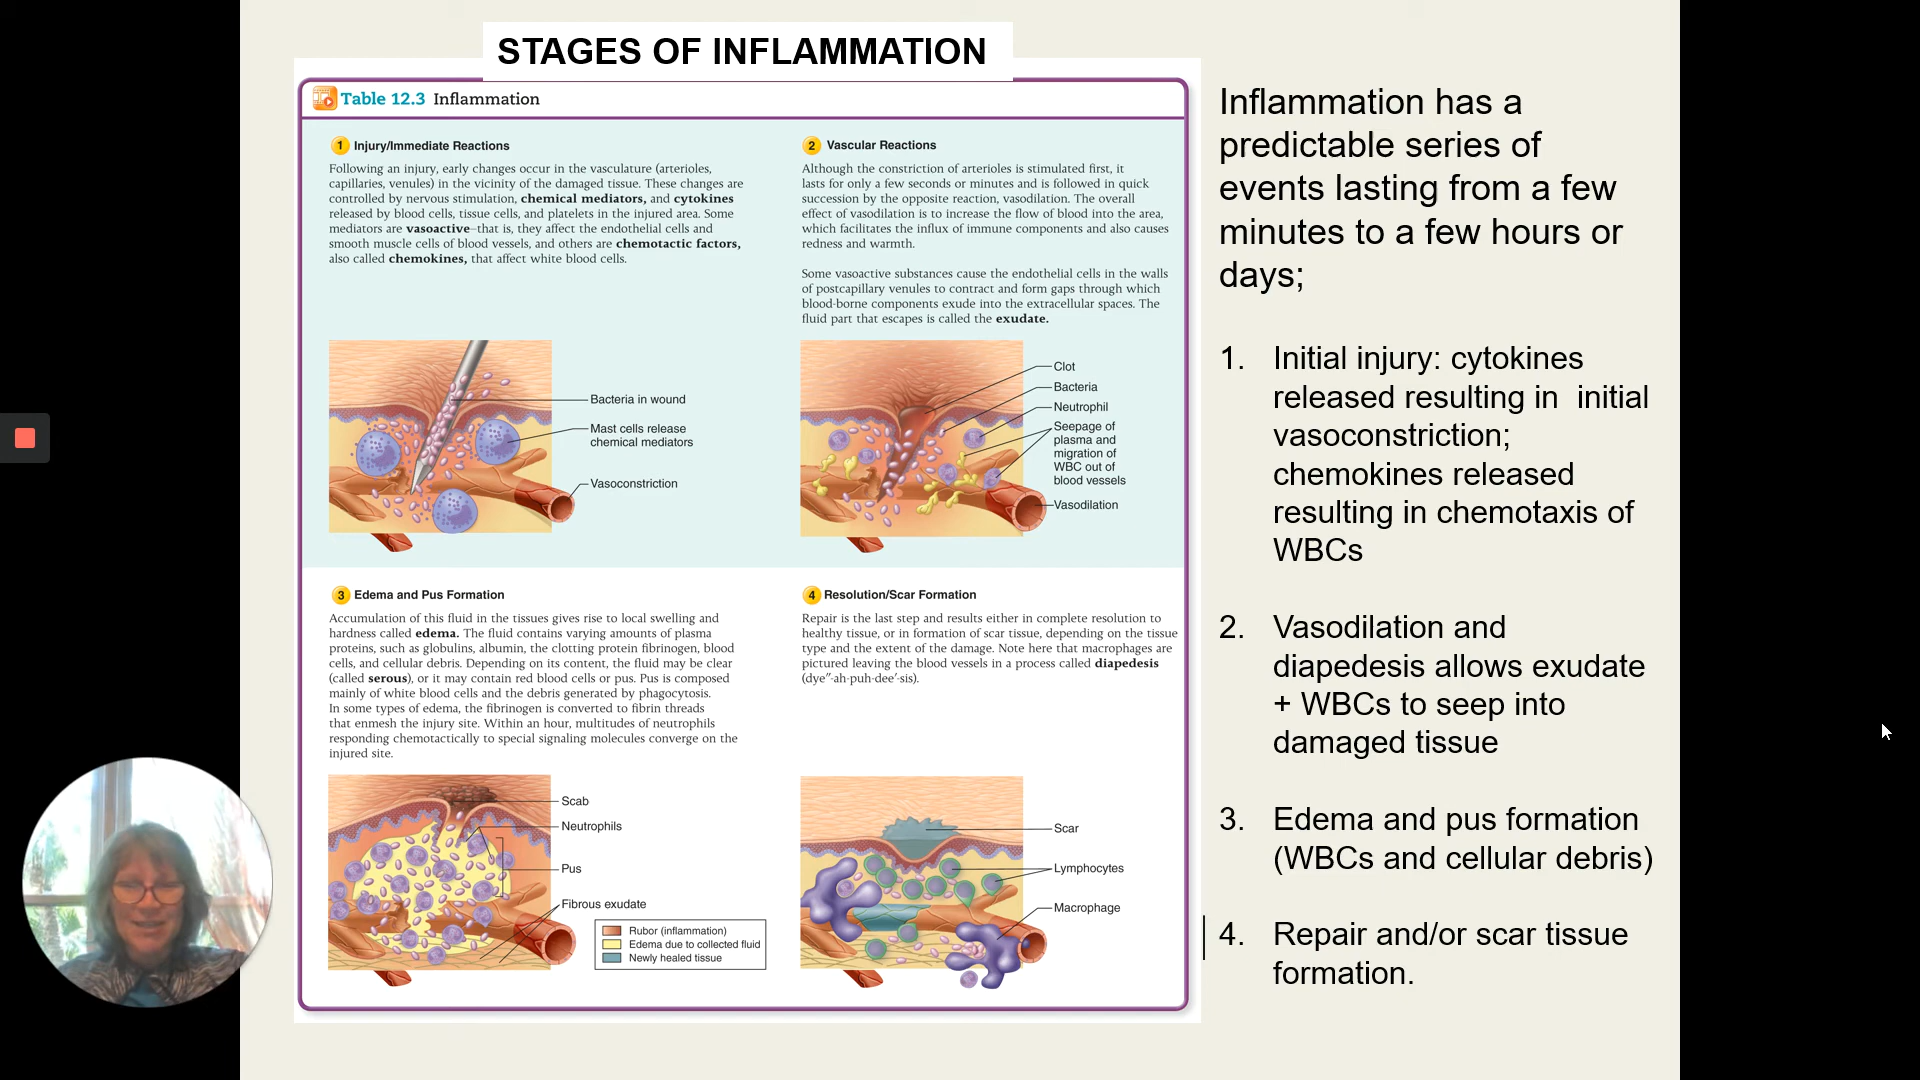 STAGES OF INFLAMMATION
Table 12.3 Inflammation
1 Injury/Immediate Reactions
Following an injury, early changes occur in the vasculature (arterioles,
capillaries, venules) in the vicinity of the damaged tissue. These changes are
controlled by nervous stimulation, chemical mediators, and cytokines
released by blood cells, tissue cells, and platelets in the injured area. Some
mediators are vasoactive–that is, they affect the endothelial cells and
smooth muscle cells of blood vessels, and others are chemotactic factors,
also called chemokines, that affect white blood cells.
Bacteria in wound
Mast cells release
chemical mediators
Vasoconstriction
2 Vascular Reactions
Although the constriction of arterioles is stimulated first, it
lasts for only a few seconds or minutes and is followed in quick
succession by the opposite reaction, vasodilation. The overall
effect of vasodilation is to increase the flow of blood into the area,
which facilitates the influx of immune components and also causes
redness and warmth.
Some vasoactive substances cause the endothelial cells in the walls
of postcapillary venules to contract and form gaps through which
blood-borne components exude into the extracellular spaces. The
fluid part that escapes is called the exudate.
Clot
Bacteria
Neutrophil
Seepage of
plasma and
migration of
WBC out of
blood vessels
Vasodilation
3 Edema and Pus Formation
Accumulation of this fluid in the tissues gives rise to local swelling and
hardness called edema. The fluid contains varying amounts of plasma
proteins, such as globulins, albumin, the clotting protein fibrinogen, blood
cells, and cellular debris. Depending on its content, the fluid may be clear
(called serous), or it may contain red blood cells or pus. Pus is composed
mainly of white blood cells and the debris generated by phagocytosis.
In some types of edema, the fibrinogen is converted to fibrin threads
that enmesh the injury site. Within an hour, multitudes of neutrophils
responding chemotactically to special signaling molecules converge on the
injured site.
Scab
Neutrophils
Pus
Fibrous exudate
Rubor (inflammation)
Edema due to collected fluid
Newly healed tissue
4 Resolution/Scar Formation
Repair is the last step and results either in complete resolution to
healthy tissue, or in formation of scar tissue, depending on the tissue
type and the extent of the damage. Note here that macrophages are
pictured leaving the blood vessels in a process called diapedesis
(dye″-ah-puh-dee′-sis).
Scar
Lymphocytes
Macrophage
Inflammation has a
predictable series of
events lasting from a few
minutes to a few hours or
days;
1. Initial injury: cytokines
released resulting in initial
vasoconstriction;
chemokines released
resulting in chemotaxis of
WBCs
2. Vasodilation and
diapedesis allows exudate
+ WBCs to seep into
damaged tissue
3. Edema and pus formation
(WBCs and cellular debris)
4. Repair and/or scar tissue
formation.